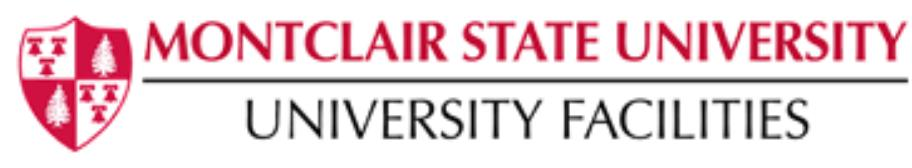 MONTCLAIR STATE UNIVERSITY
UNIVERSITY FACILITIES